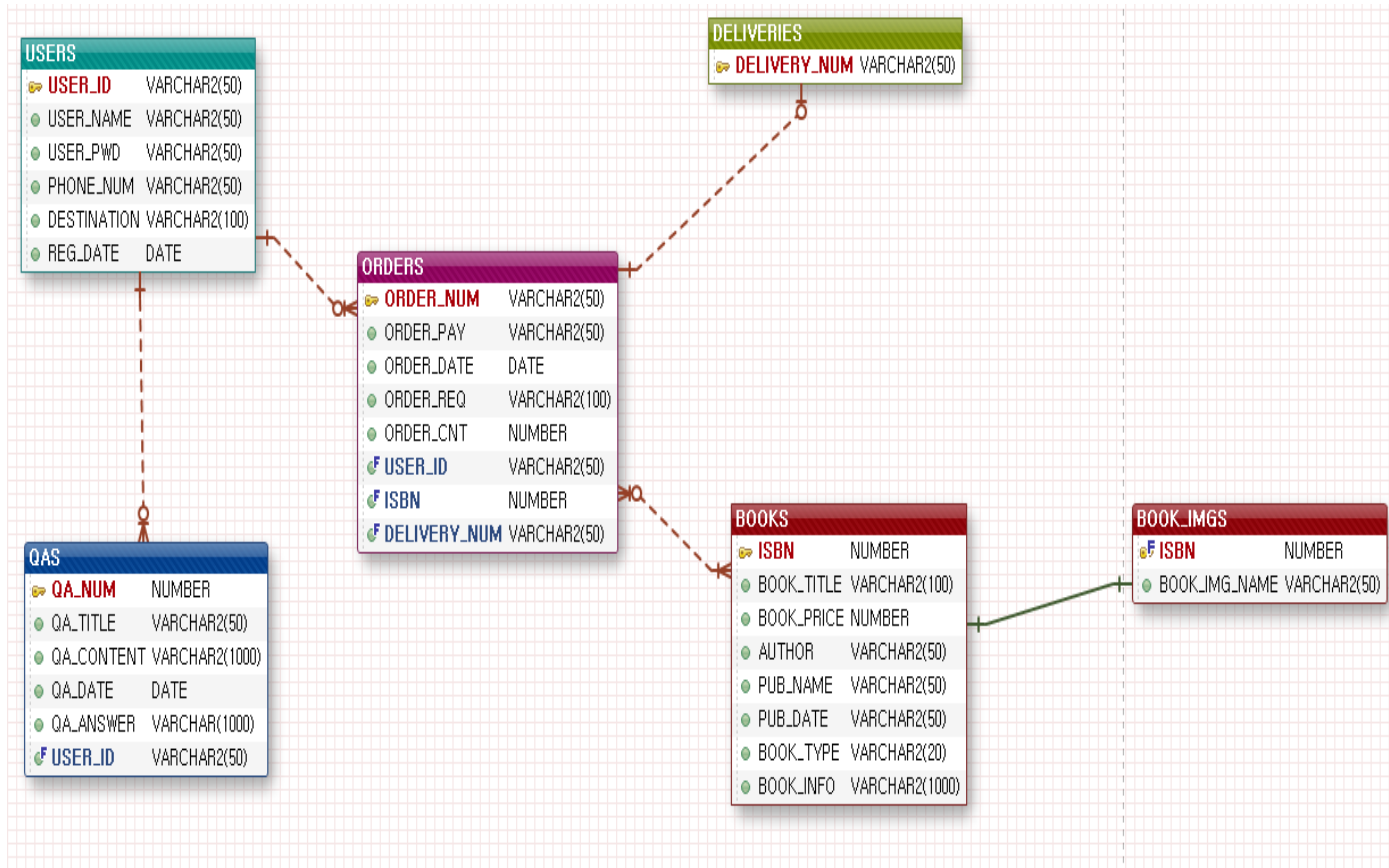 USERS
USER_ID VARCHAR2(50)
USER_NAME VARCHAR2(50)
USER_PWD VARCHAR2(50)
PHONE_NUM VARCHAR2(50)
DESTINATION VARCHAR2(100)
REG_DATE DATE
DELIVERIES
DELIVERY_NUM VARCHAR2(50)
ORDERS
ORDER_NUM VARCHAR2(50)
ORDER_PAY VARCHAR2(50)
ORDER_DATE DATE
ORDER_REQ VARCHAR2(100)
ORDER_CNT NUMBER
F USER_ID VARCHAR2(50)
F ISBN NUMBER
F DELIVERY_NUM VARCHAR2(50)
QAS
QA_NUM NUMBER
QA_TITLE VARCHAR2(50)
QA_CONTENT VARCHAR2(1000)
QA_DATE DATE
QA_ANSWER VARCHAR(1000)
F USER_ID VARCHAR2(50)
BOOKS
ISBN NUMBER
BOOK_TITLE VARCHAR2(100)
BOOK_PRICE NUMBER
AUTHOR VARCHAR2(50)
PUB_NAME VARCHAR2(50)
PUB_DATE VARCHAR2(50)
BOOK_TYPE VARCHAR2(20)
BOOK_INFO VARCHAR2(1000)
BOOK_IMGS
F ISBN NUMBER
BOOK_IMG_NAME VARCHAR2(50)